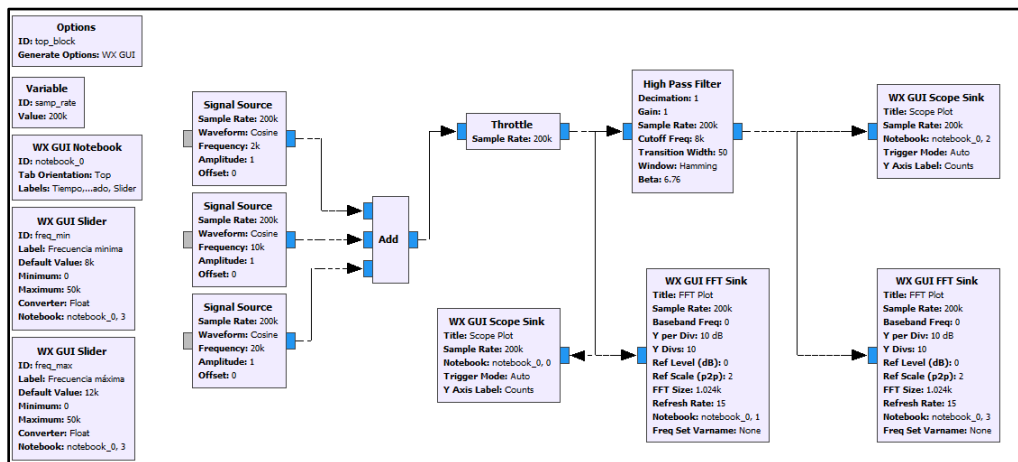 Options
ID: top_block
Generate Options: WX GUI
Variable
ID: samp_rate
Value: 200k
WX GUI Notebook
ID: notebook_0
Tab Orientation: Top
Labels: Tiempo,...ado, Slider
WX GUI Slider
ID: freq_min
Label: Frecuencia minima
Default Value: 8k
Minimum: 0
Maximum: 50k
Converter: Float
Notebook: notebook_0, 3
WX GUI Slider
ID: freq_max
Label: Frecuencia máxima
Default Value: 12k
Minimum: 0
Maximum: 50k
Converter: Float
Notebook: notebook_0, 3
Signal Source
Sample Rate: 200k
Waveform: Cosine
Frequency: 2k
Amplitude: 1
Offset: 0
Signal Source
Sample Rate: 200k
Waveform: Cosine
Frequency: 10k
Amplitude: 1
Offset: 0
Signal Source
Sample Rate: 200k
Waveform: Cosine
Frequency: 20k
Amplitude: 1
Offset: 0
Add
Throttle
Sample Rate: 200k
High Pass Filter
Decimation: 1
Gain: 1
Sample Rate: 200k
Cutoff Freq: 8k
Transition Width: 50
Window: Hamming
Beta: 6.76
WX GUI Scope Sink
Title: Scope Plot
Sample Rate: 200k
Notebook: notebook_0, 2
Trigger Mode: Auto
Y Axis Label: Counts
WX GUI Scope Sink
Title: Scope Plot
Sample Rate: 200k
Notebook: notebook_0, 0
Trigger Mode: Auto
Y Axis Label: Counts
WX GUI FFT Sink
Title: FFT Plot
Sample Rate: 200k
Baseband Freq: 0
Y per Div: 10 dB
Y Divs: 10
Ref Level (dB): 0
Ref Scale (p2p): 2
FFT Size: 1.024k
Refresh Rate: 15
Notebook: notebook_0, 1
Freq Set Varname: None
WX GUI FFT Sink
Title: FFT Plot
Sample Rate: 200k
Baseband Freq: 0
Y per Div: 10 dB
Y Divs: 10
Ref Level (dB): 0
Ref Scale (p2p): 2
FFT Size: 1.024k
Refresh Rate: 15
Notebook: notebook_0, 3
Freq Set Varname: None